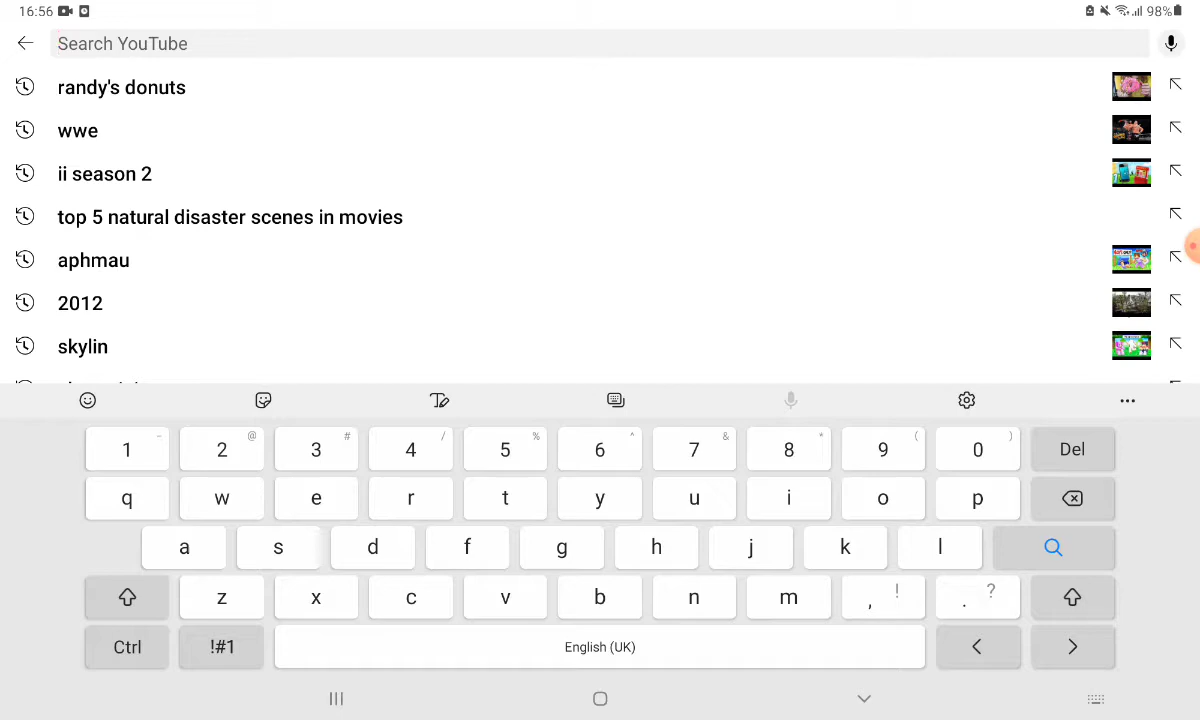 16:56 98%
Search YouTube
randy's donuts
wwe
ii season 2
top 5 natural disaster scenes in movies
aphmau
2012
skylin
1 - 2 @ 3 # 4 / 5 % 6 ^ 7 & 8 * 9 ( 0 ) Del
q w e r t y u i o p
a s d f g h j k l
z x c v b n m , ! . ?
Ctrl !#1 English (UK) < >